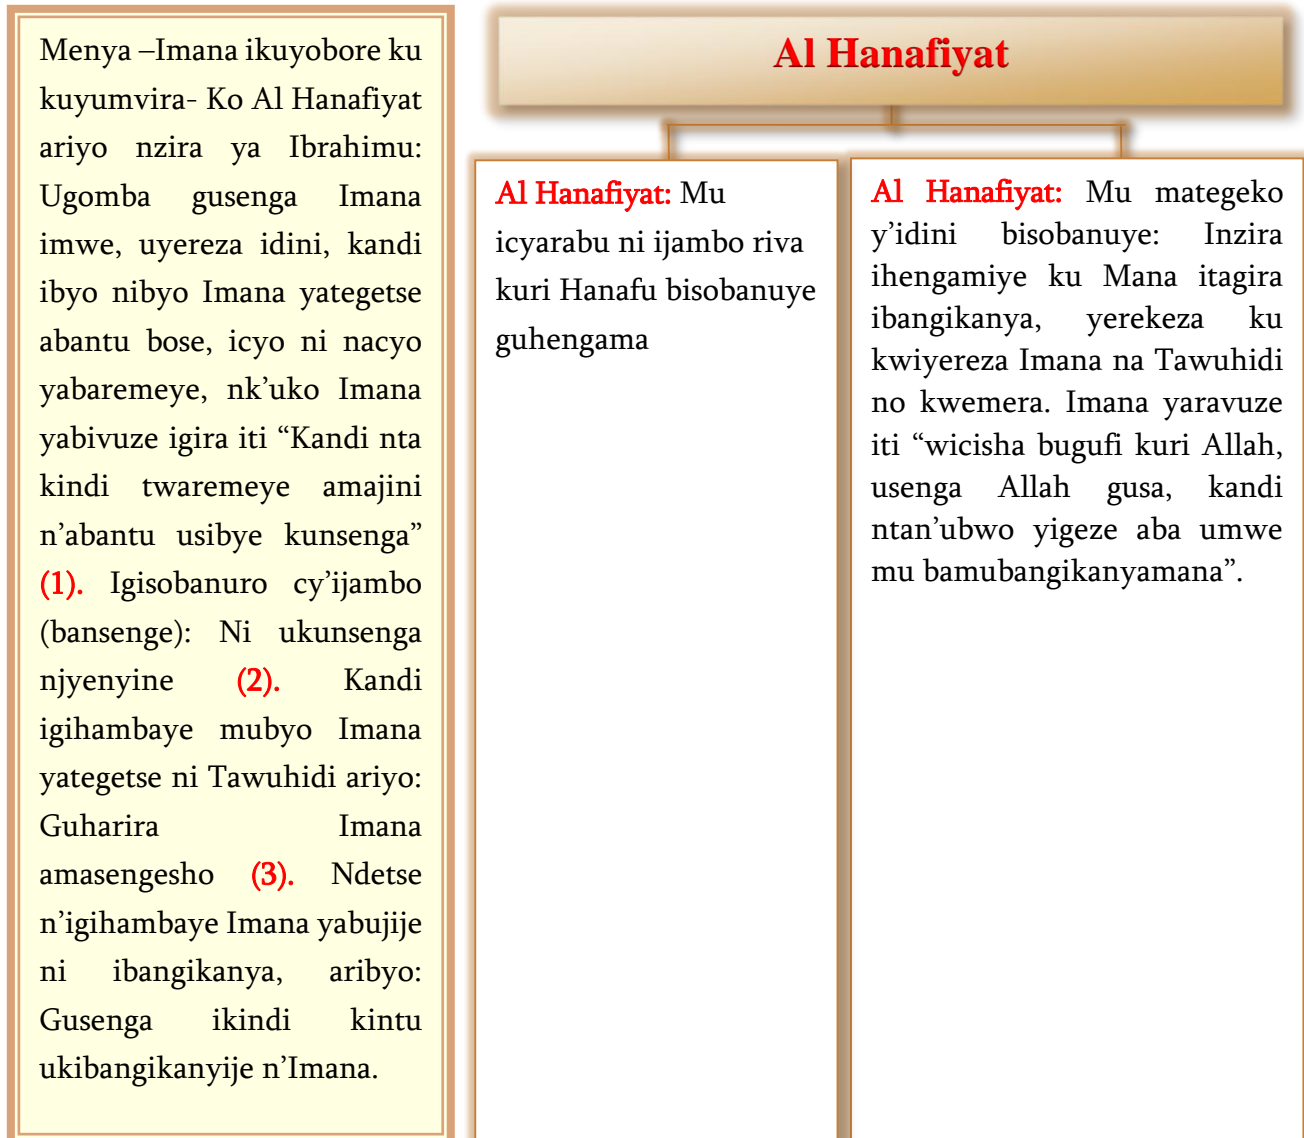 Menya –Imana ikuyobore ku
kuyumvira- Ko Al Hanafiyat
ariyo nzira ya Ibrahimu:
Ugomba gusenga Imana
imwe, uyereza idini, kandi
ibyo nibyo Imana yategetse
abantu bose, icyo ni nacyo
yabaremeye, nk’uko Imana
yabivuze igira iti “Kandi nta
kindi twaremeye amajini
n’abantu usibye kunsenga”
(1). Igisobanuro cy’ijambo
(bansenge): Ni ukunsenga
njyenyine (2). Kandi
igihambaye mubyo Imana
yategetse ni Tawuhidi ariyo:
Guharira Imana
amasengesho (3). Ndetse
n’igihambaye Imana yabujije
ni ibangikanya, aribyo:
Gusenga ikindi kintu
ukibangikanyije n’Imana.
Al Hanafiyat
Al Hanafiyat: Mu
icyarabu ni ijambo riva
kuri Hanafu bisobanuye
guhengama
Al Hanafiyat: Mu mategeko
y’idini bisobanuye: Inzira
ihengamiye ku Mana itagira
ibangikanya, yerekeza ku
kwiyereza Imana na Tawuhidi
no kwemera. Imana yaravuze
iti “wicisha bugufi kuri Allah,
usenga Allah gusa, kandi
ntan’ubwo yigeze aba umwe
mu bamubangikanyamana”.